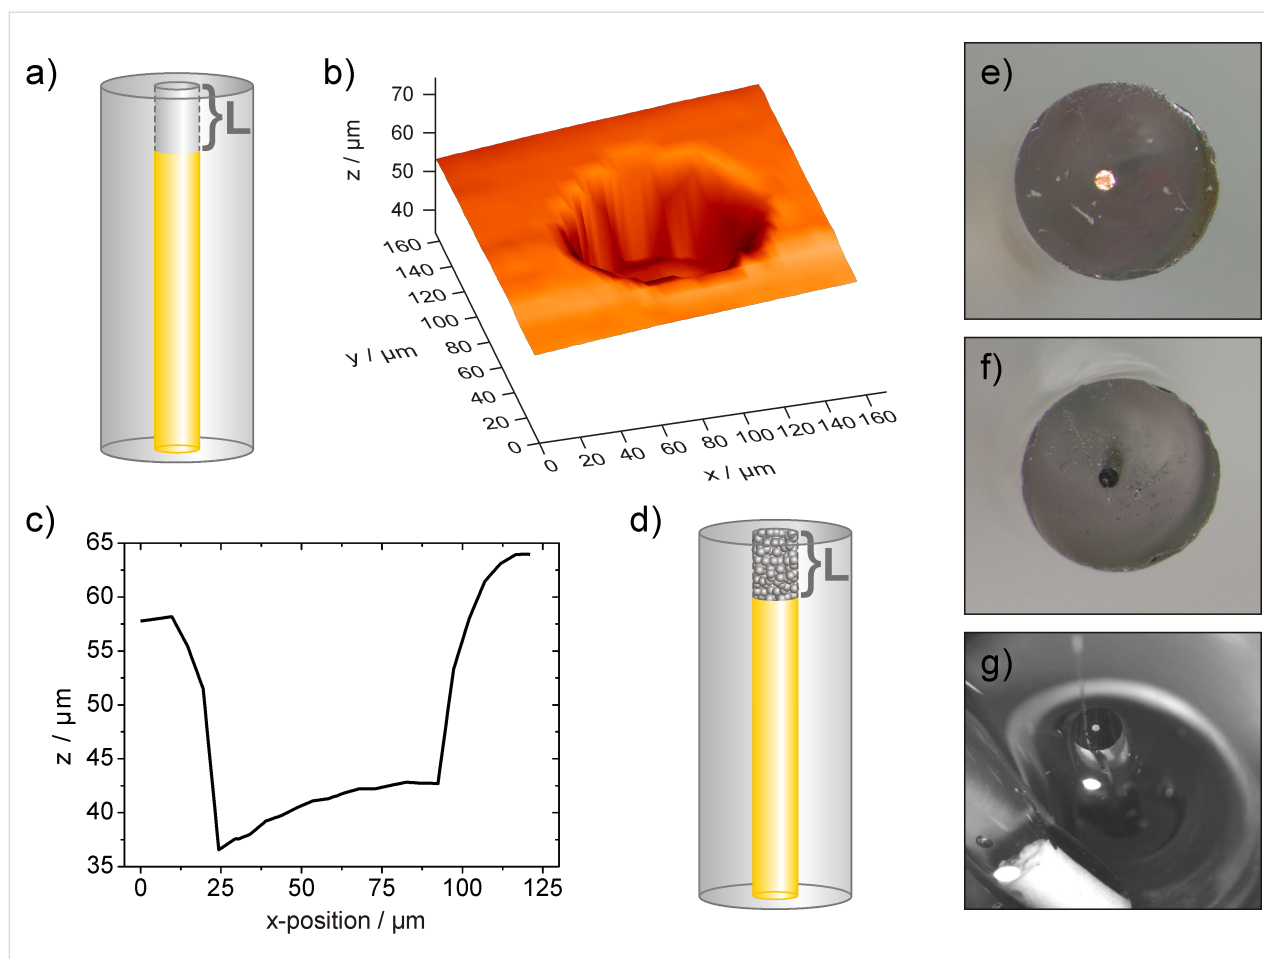 a)
L
b)
z / µm
70
60
50
40
y / µm
160
140
120
100
80
60
40
20
0
0 20 40 60 80 100 120 140 160
x / µm
c)
z / µm
65
60
55
50
45
40
35
0 25 50 75 100 125
x-position / µm
d)
L
e)
f)
g)